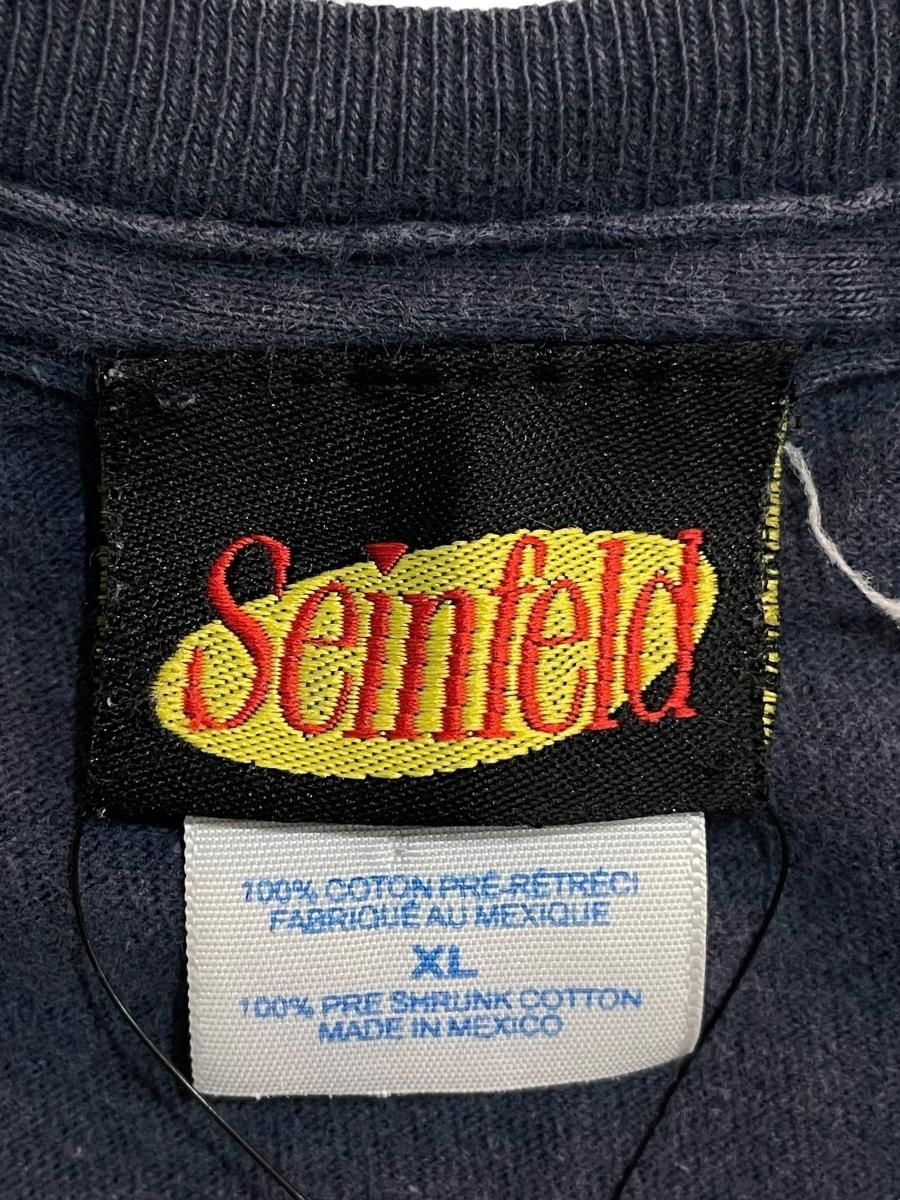 Seinfeld
100% COTON PRÉ-RÉTRÉCI
FABRIQUÉ AU MEXIQUE
XL
100% PRE SHRUNK COTTON
MADE IN MEXICO